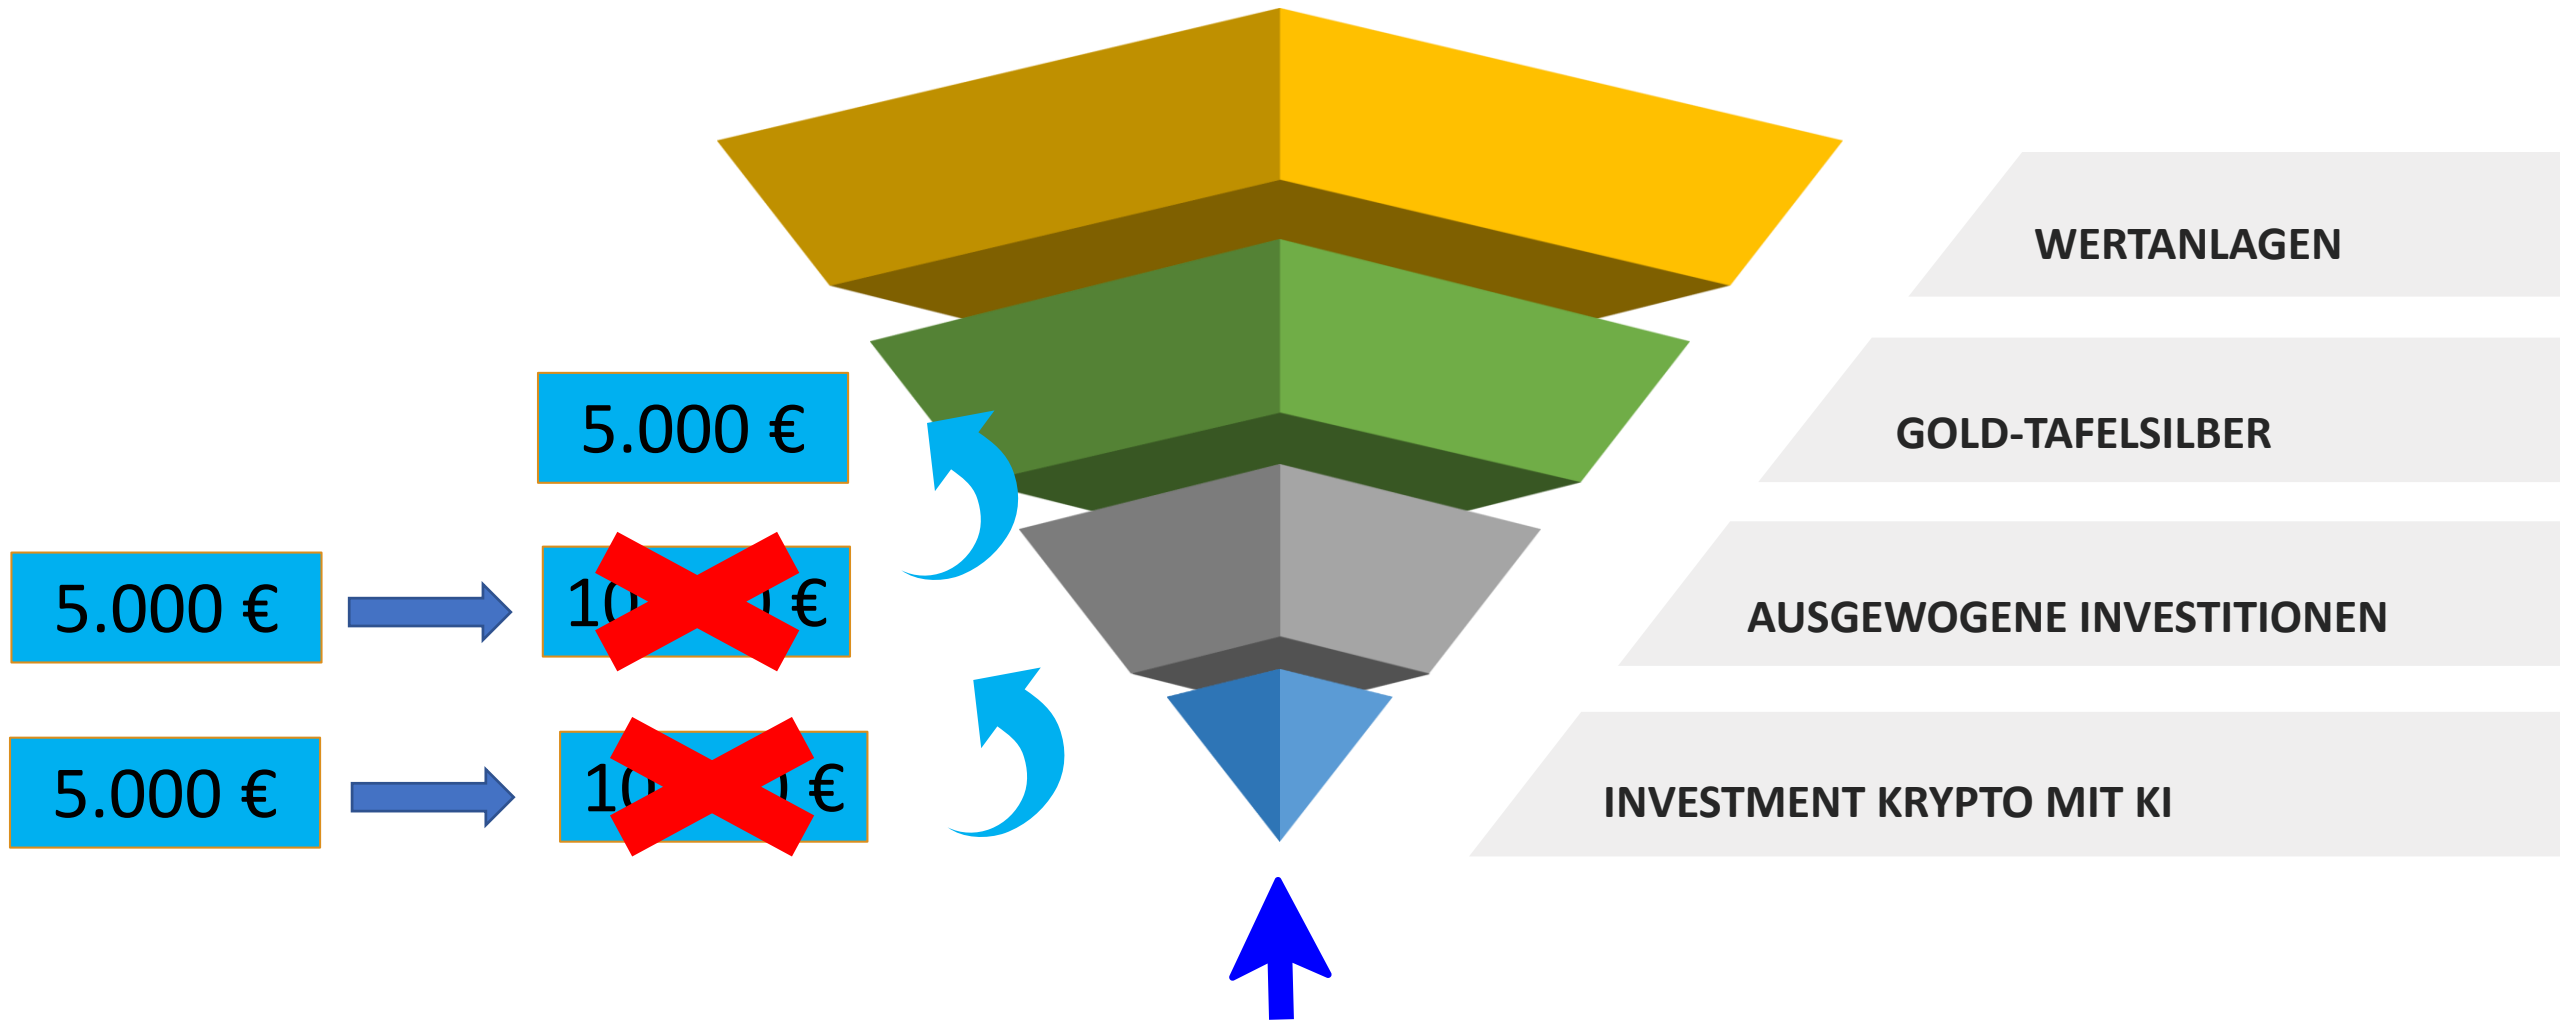 WERTANLAGEN
5.000 €
GOLD-TAFELSILBER
5.000 €
€
AUSGEWOGENE INVESTITIONEN
5.000 €
€
INVESTMENT KRYPTO MIT KI